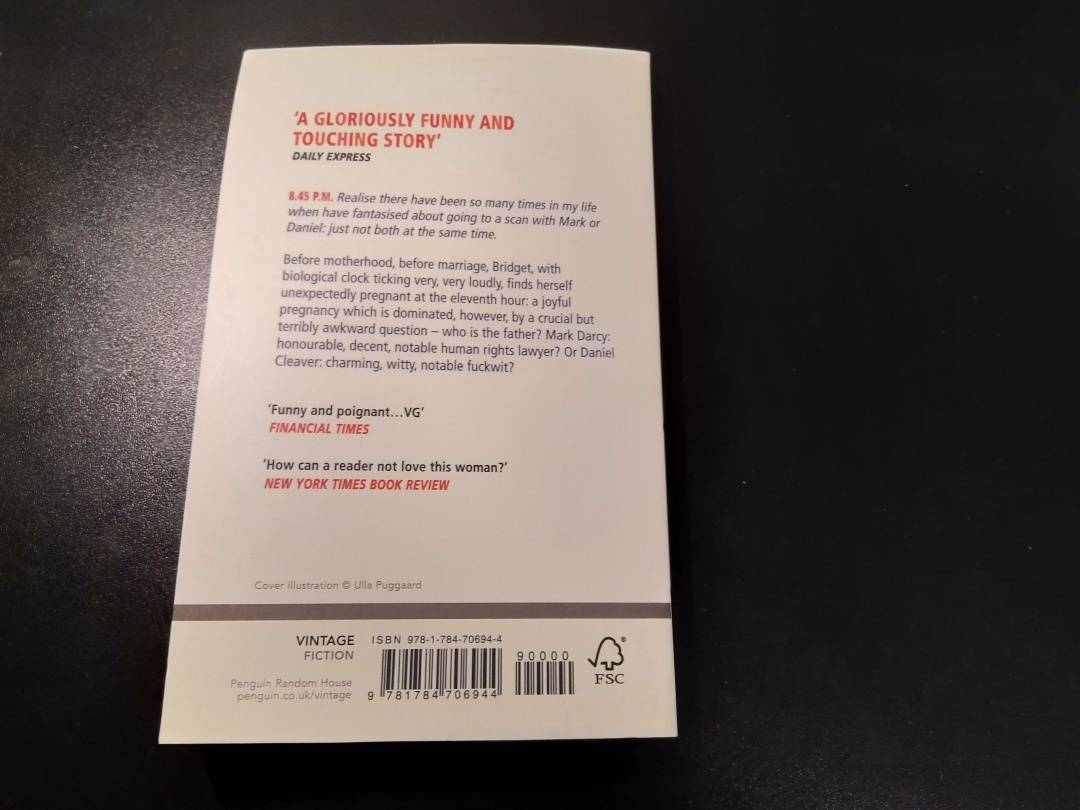 'A GLORIOUSLY FUNNY AND
TOUCHING STORY'
DAILY EXPRESS
8.45 P.M. Realise there have been so many times in my life
when have fantasised about going to a scan with Mark or
Daniel: just not both at the same time.
Before motherhood, before marriage, Bridget, with
biological clock ticking very, very loudly, finds herself
unexpectedly pregnant at the eleventh hour: a joyful
pregnancy which is dominated, however, by a crucial but
terribly awkward question – who is the father? Mark Darcy:
honourable, decent, notable human rights lawyer? Or Daniel
Cleaver: charming, witty, notable fuckwit?
'Funny and poignant...VG'
FINANCIAL TIMES
'How can a reader not love this woman?'
NEW YORK TIMES BOOK REVIEW
Cover illustration © Ulla Puggaard
VINTAGE
FICTION
Penguin Random House
penguin.co.uk/vintage
ISBN 978-1-784-70694-4
90000
9 781784 706944
®
FSC